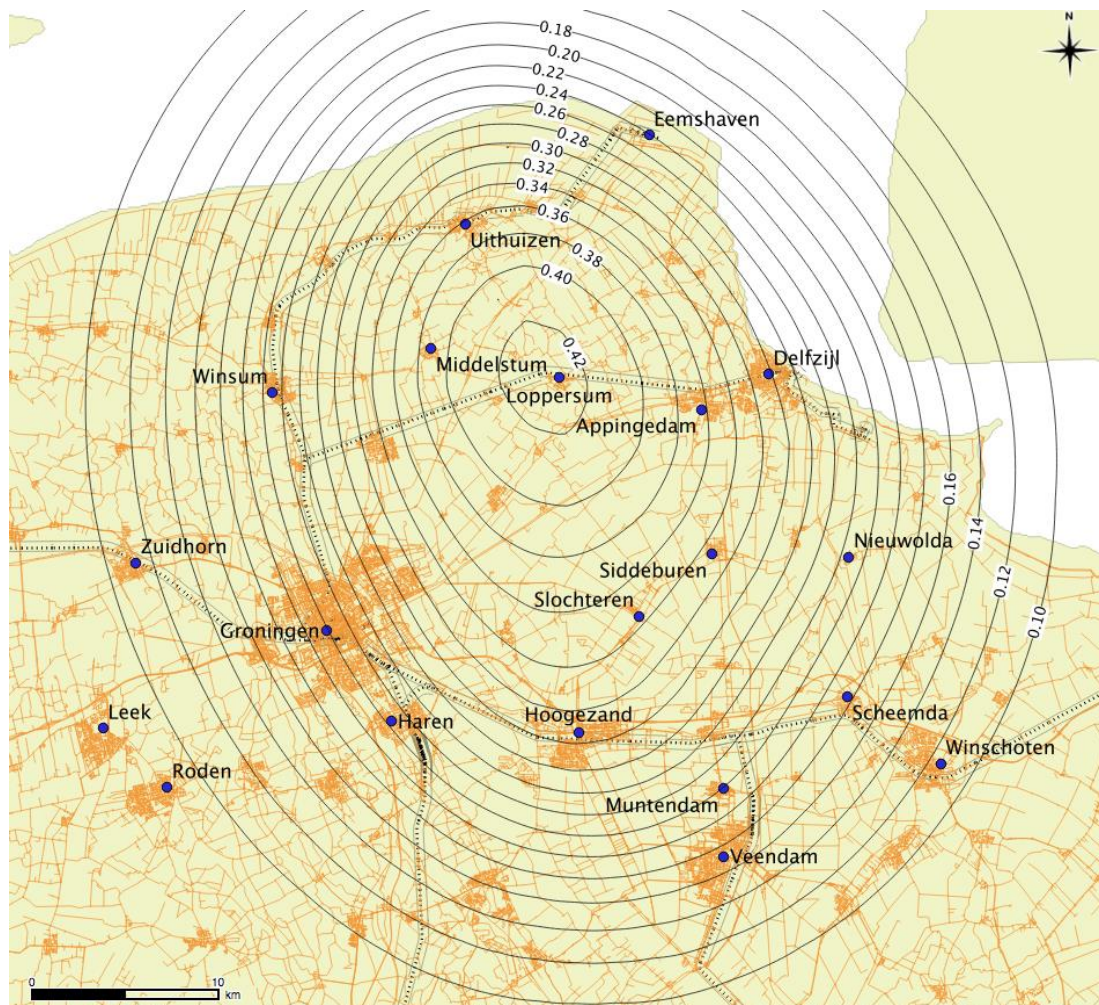 0.18
N
0.20
0.22
0.24
0.26
Eemshaven
0.28
0.30
0.32
0.34
0.36
Uithuizen
0.38
0.40
0.42
Middelstum
Delfzijl
Winsum
Loppersum
Appingedam
0.16
0.14
Zuidhorn
Nieuwolda
Siddeburen
0.12
Slochteren
0.10
Groningen
Leek
Haren
Hoogezand
Scheemda
Winschoten
Roden
Muntendam
Veendam
0
10
km